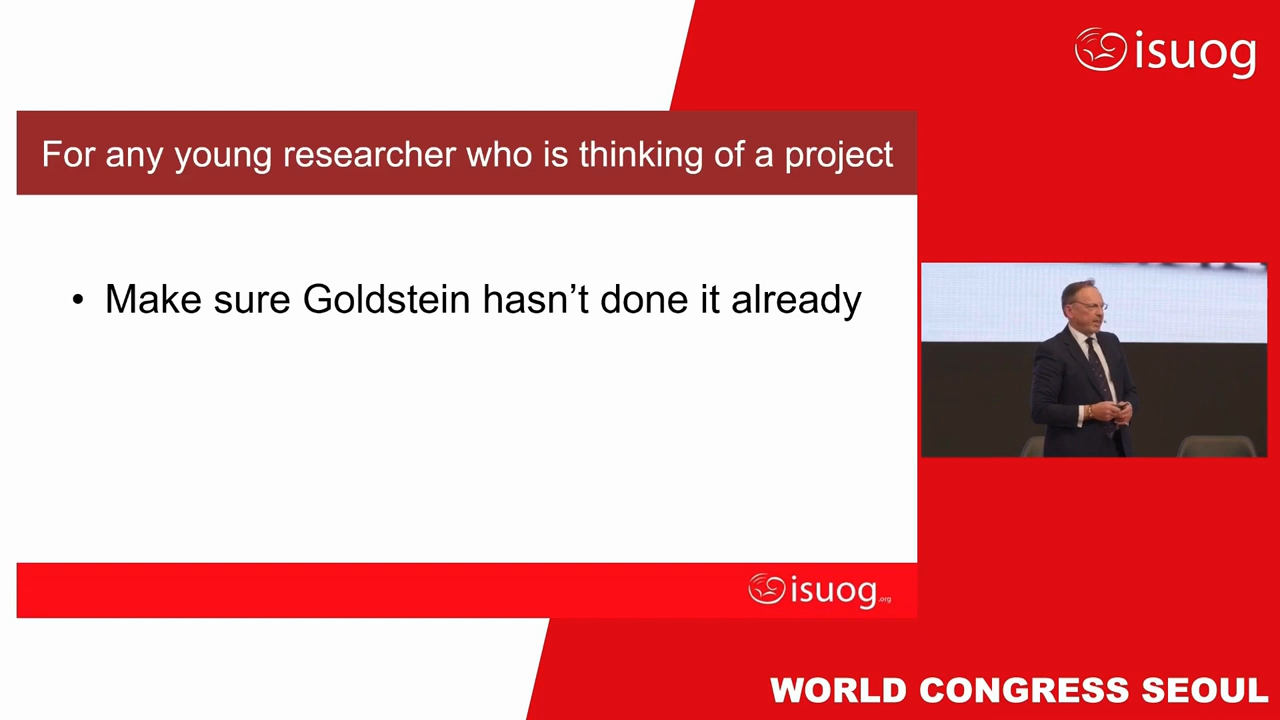 isuog
For any young researcher who is thinking of a project
• Make sure Goldstein hasn’t done it already
isuog.org
WORLD CONGRESS SEOUL